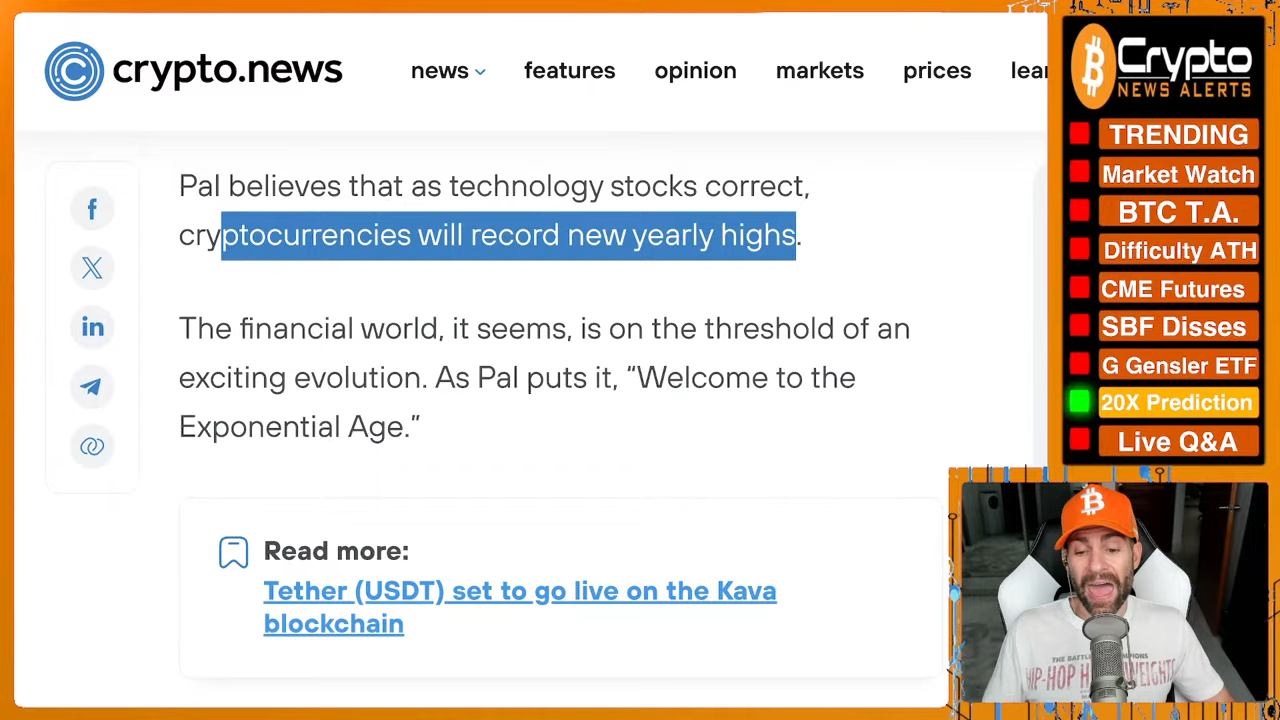 crypto.news
news features opinion markets prices lear
Pal believes that as technology stocks correct,
cryptocurrencies will record new yearly highs.
The financial world, it seems, is on the threshold of an
exciting evolution. As Pal puts it, “Welcome to the
Exponential Age.”
Read more:
Tether (USDT) set to go live on the Kava
blockchain
Crypto
NEWS ALERTS
TRENDING
Market Watch
BTC T.A.
Difficulty ATH
CME Futures
SBF Disses
G Gensler ETF
20X Prediction
Live Q&A
HIP-HOP